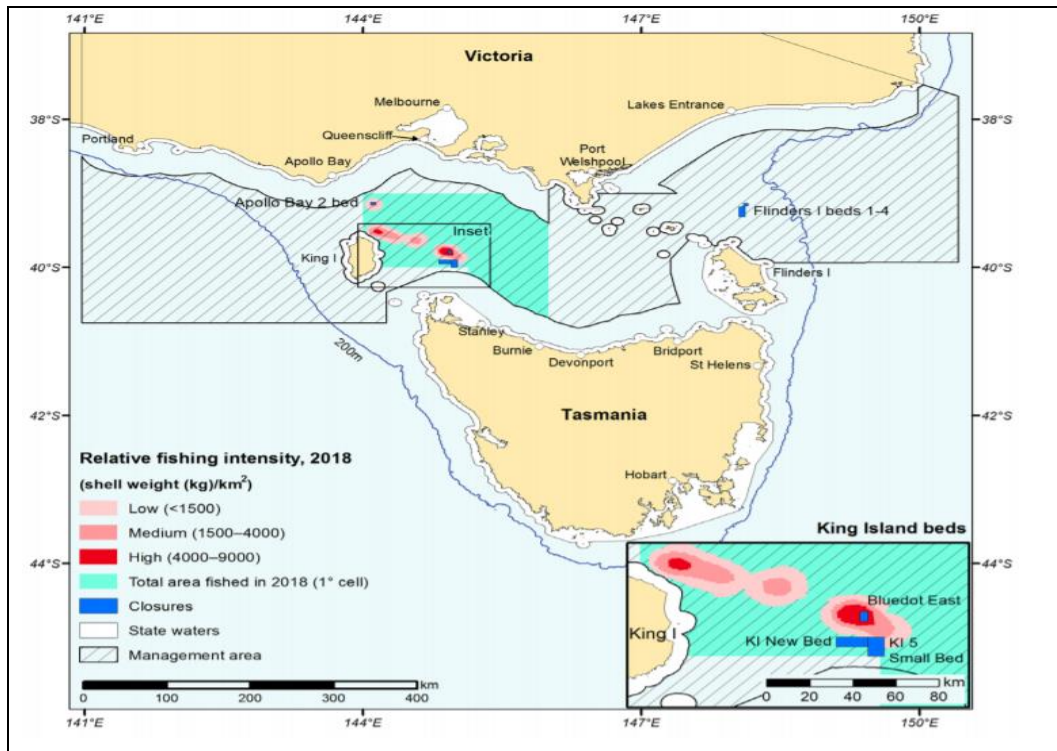 141°E 144°E 147°E 150°E
Victoria
Melbourne
Lakes Entrance
38°S 38°S
Queenscliff
Portland
Port
Welshpool
Apollo Bay
Apollo Bay 2 bed
Flinders I beds 1-4
Inset
King I
40°S 40°S
Flinders I
200m
Stanley
Burnie
Devonport
Bridport
St Helens
42°S 42°S
Tasmania
Relative fishing intensity, 2018
(shell weight (kg)/km²)
Hobart
Low (<1500)
Medium (1500–4000)
High (4000–9000)
Total area fished in 2018 (1° cell)
Closures
State waters
Management area
km
0 100 200 300 400
King Island beds
44°S 44°S
Bluedot East
King I
KI New Bed
KI 5
Small Bed
km
0 20 40 60 80
141°E 144°E 147°E 150°E